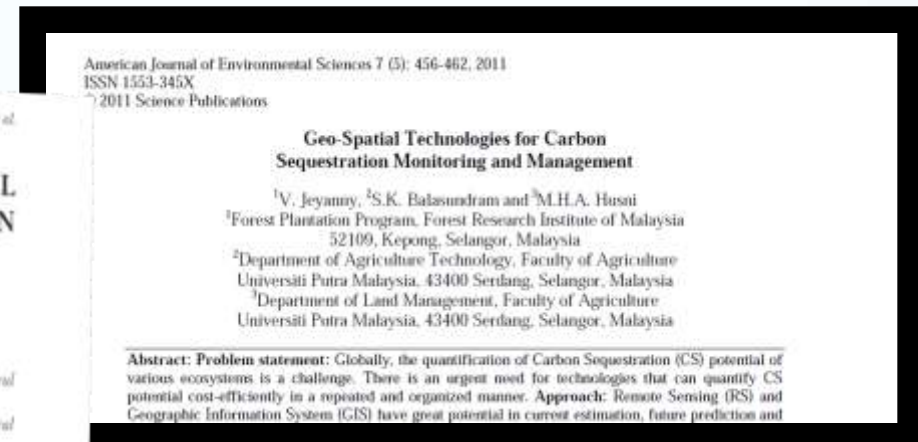 American Journal of Environmental Sciences 7 (5): 456-462, 2011
ISSN 1553-345X
© 2011 Science Publications
Geo-Spatial Technologies for Carbon
Sequestration Monitoring and Management
¹V. Jeyanny, ²S.K. Balasundram and ³M.H.A. Husni
¹Forest Plantation Program, Forest Research Institute of Malaysia
52109, Kepong, Selangor, Malaysia
²Department of Agriculture Technology, Faculty of Agriculture
Universiti Putra Malaysia, 43400 Serdang, Selangor, Malaysia
³Department of Land Management, Faculty of Agriculture
Universiti Putra Malaysia, 43400 Serdang, Selangor, Malaysia
Abstract: Problem statement: Globally, the quantification of Carbon Sequestration (CS) potential of
various ecosystems is a challenge. There is an urgent need for technologies that can quantify CS
potential cost-efficiently in a repeated and organized manner. Approach: Remote Sensing (RS) and
Geographic Information System (GIS) have great potential in current estimation, future prediction and
al.
L
N